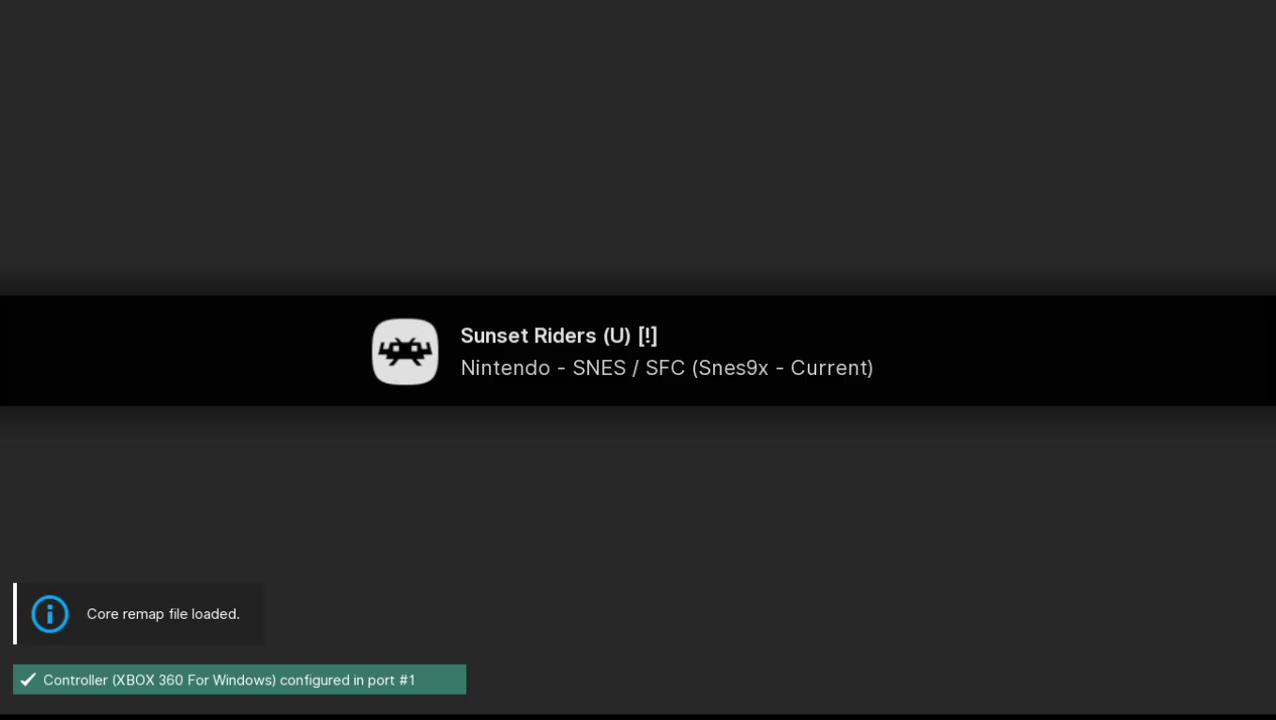 Sunset Riders (U) [!]
Nintendo - SNES / SFC (Snes9x - Current)
Core remap file loaded.
Controller (XBOX 360 For Windows) configured in port #1